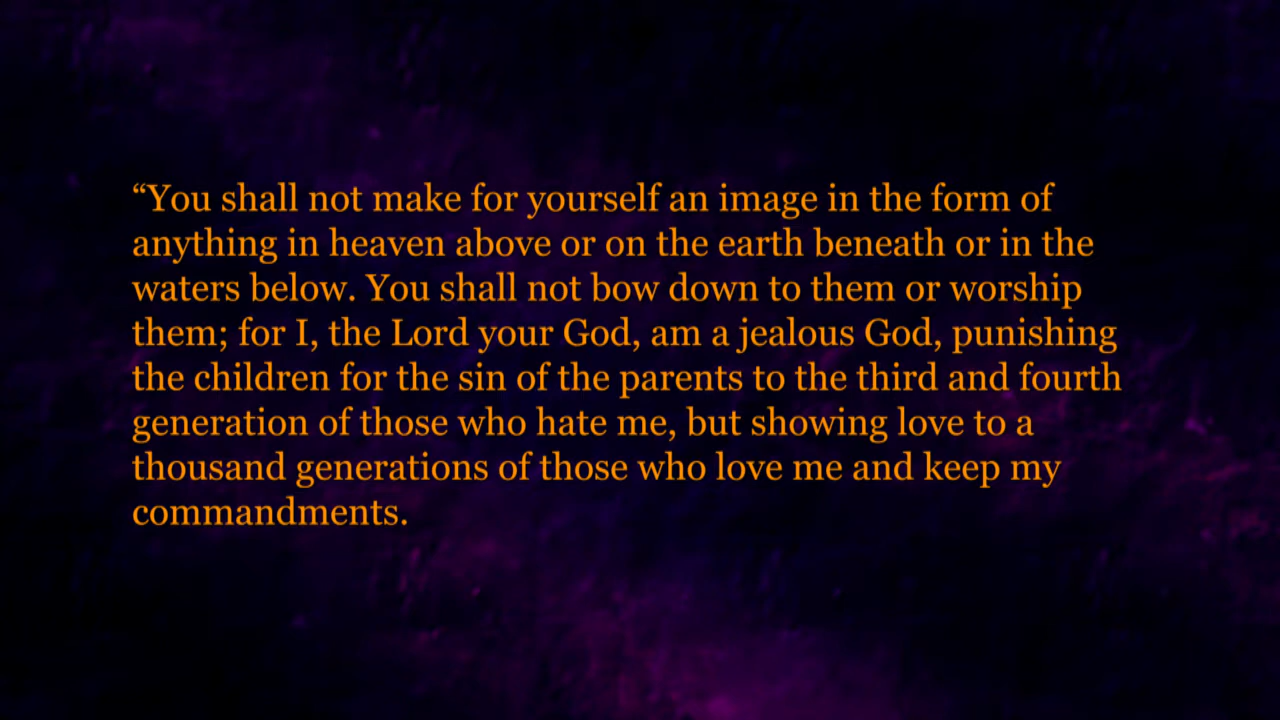 “You shall not make for yourself an image in the form of
anything in heaven above or on the earth beneath or in the
waters below. You shall not bow down to them or worship
them; for I, the Lord your God, am a jealous God, punishing
the children for the sin of the parents to the third and fourth
generation of those who hate me, but showing love to a
thousand generations of those who love me and keep my
commandments.